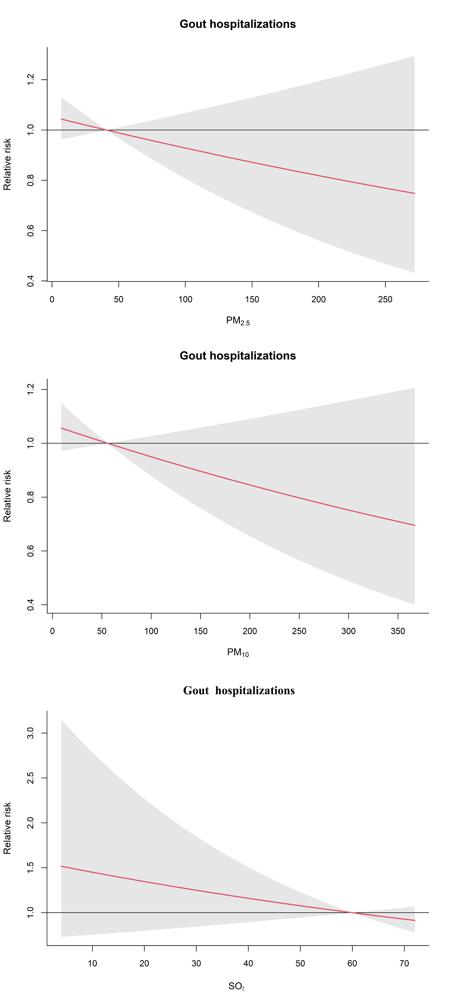 Gout hospitalizations
Relative risk
1.2
1.0
0.8
0.6
0.4
0 50 100 150 200 250
PM2.5
Gout hospitalizations
Relative risk
1.2
1.0
0.8
0.6
0.4
0 50 100 150 200 250 300 350
PM10
Gout hospitalizations
Relative risk
3.0
2.5
2.0
1.5
1.0
10 20 30 40 50 60 70
SO2